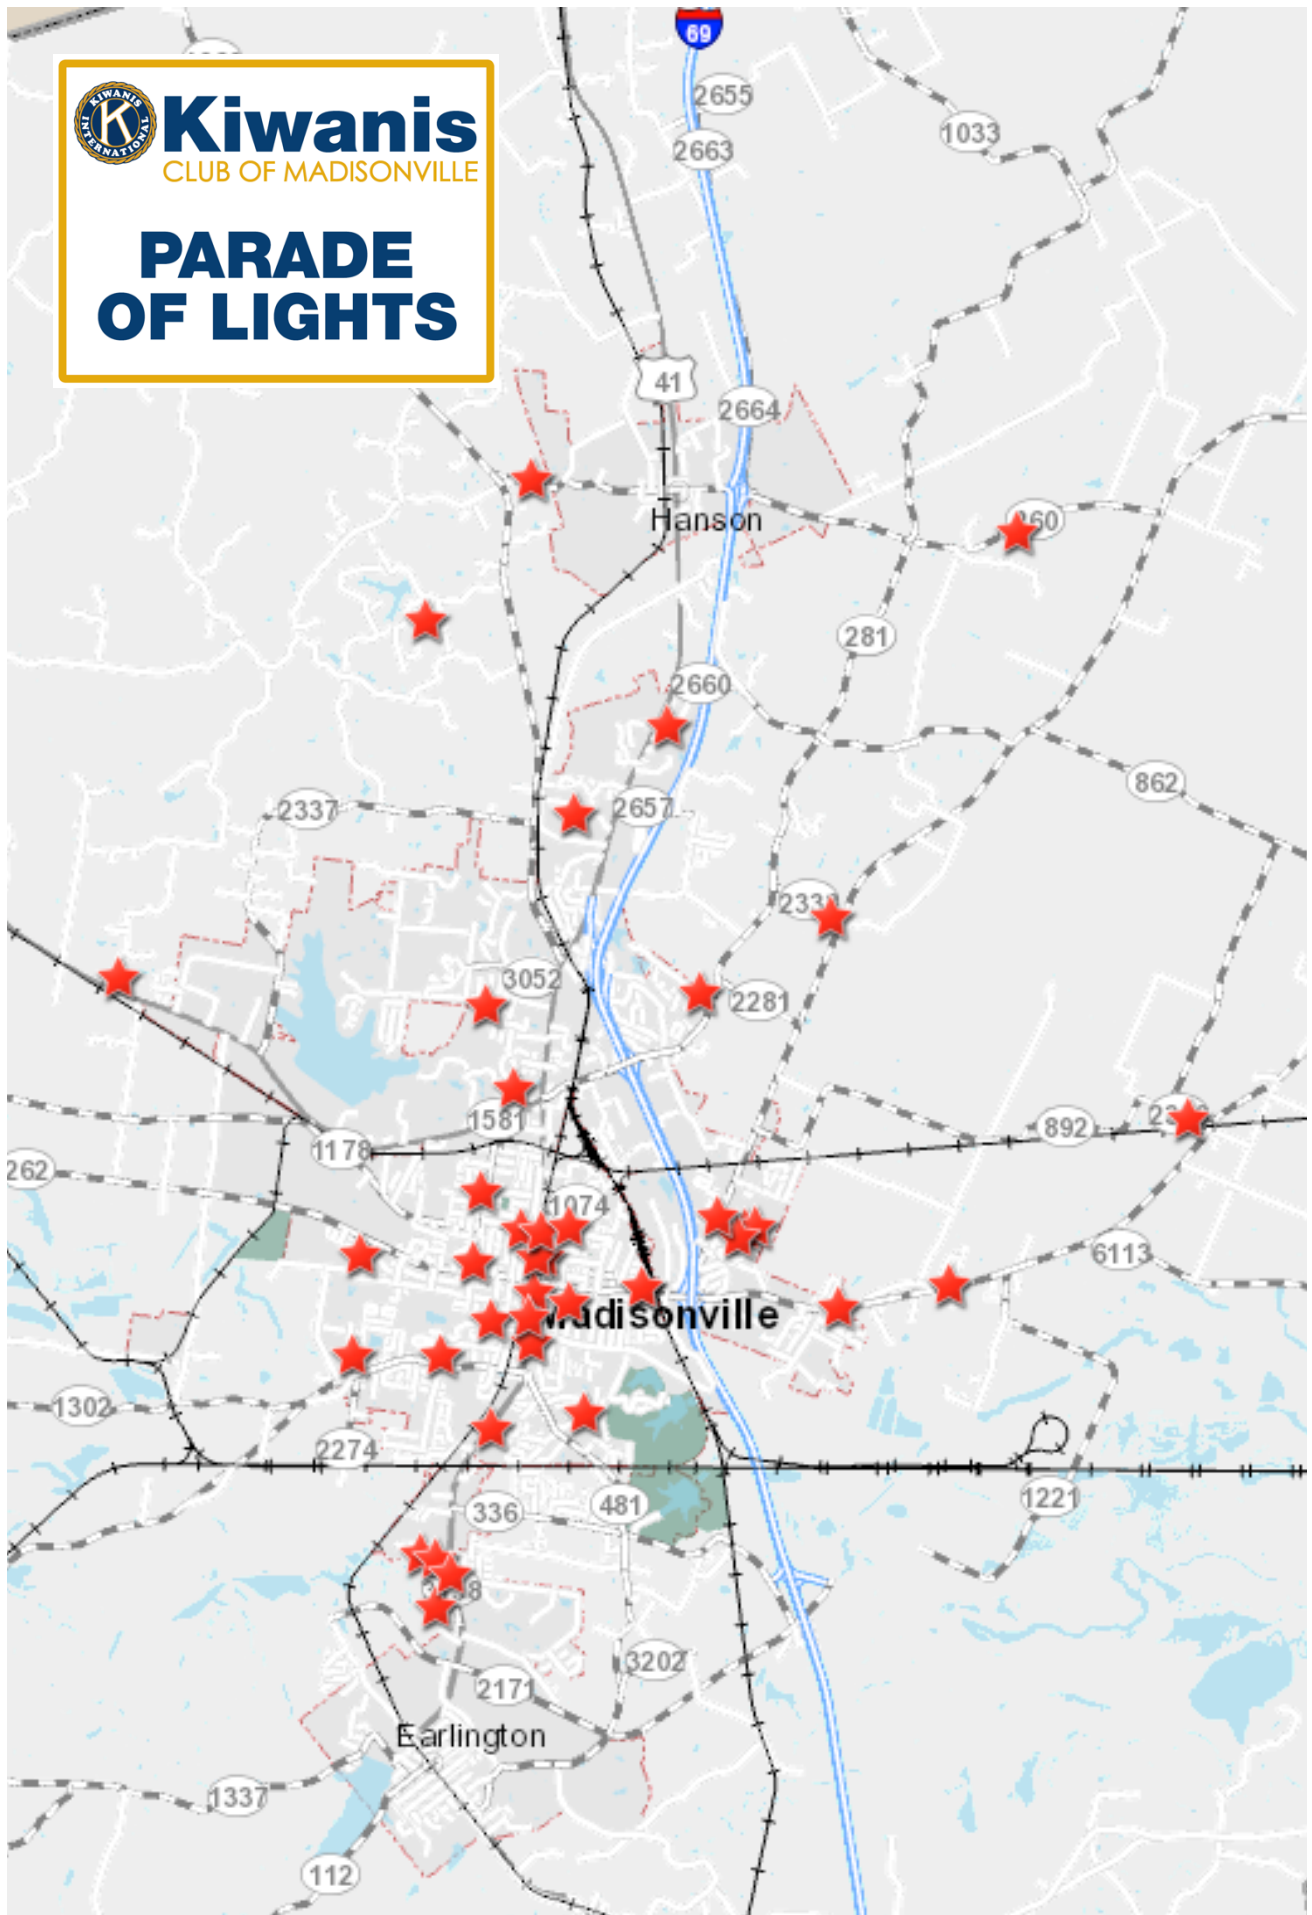 69
2655
2663
1033
KIWANIS
INTERNATIONAL
K
Kiwanis
CLUB OF MADISONVILLE
PARADE
OF LIGHTS
41
2664
Hanson
281
2660
862
2337
2657
3052
2281
1581
892
1178
262
1074
6113
Madisonville
1302
2274
1221
336
481
3202
2171
Earlington
1337
112